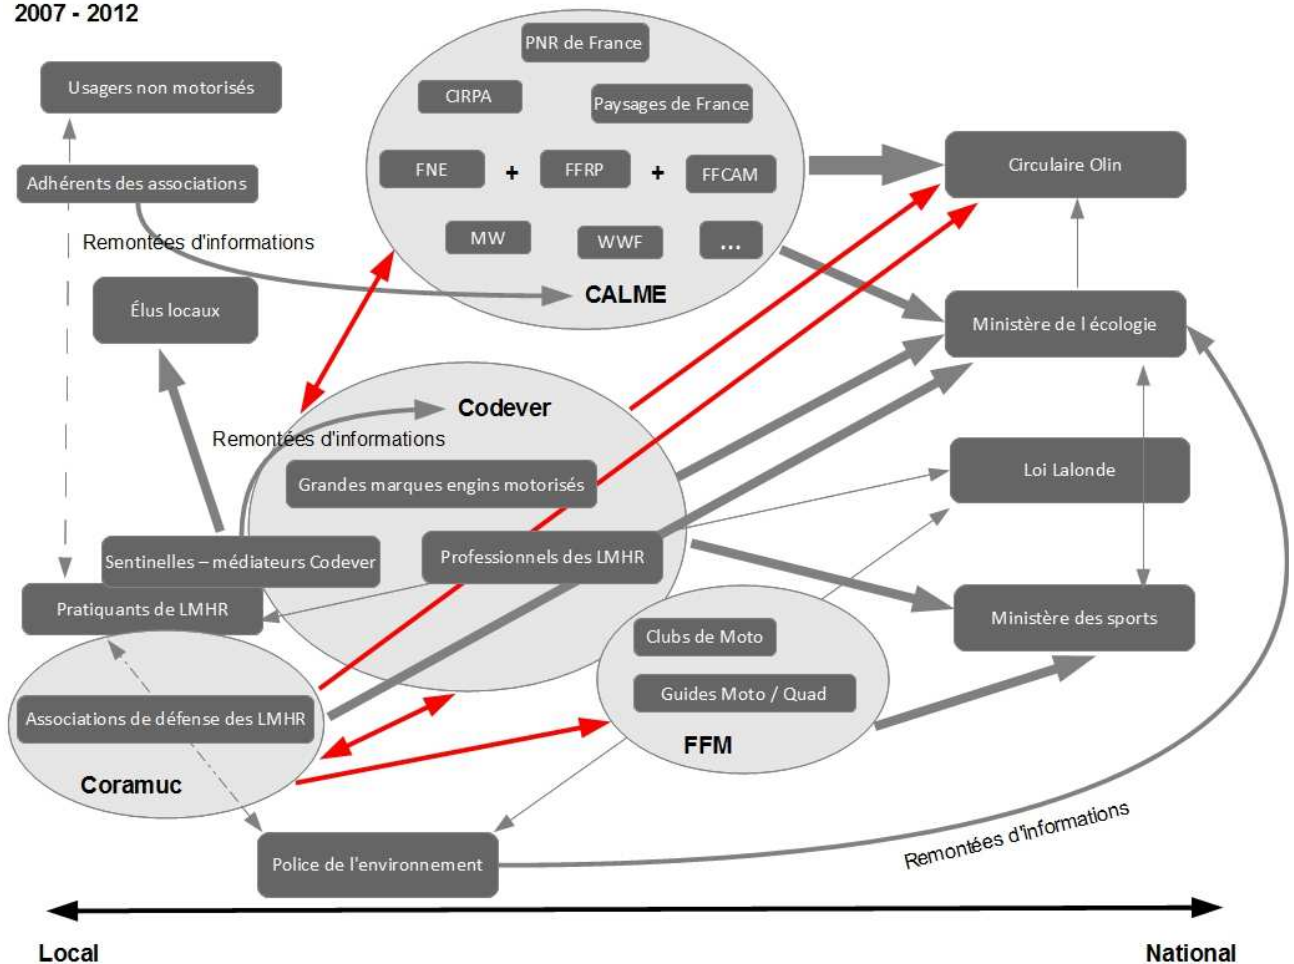 2007 - 2012
PNR de France
Usagers non motorisés
CIRPA
Paysages de France
Circulaire Olin
FNE
+
FFRP
+
FFCAM
Adhérents des associations
MW
WWF
...
Remontées d'informations
CALME
Élus locaux
Ministère de l écologie
Codever
Remontées d'informations
Grandes marques engins motorisés
Loi Lalonde
Sentinelles – médiateurs Codever
Professionnels des LMHR
Pratiquants de LMHR
Ministère des sports
Clubs de Moto
Guides Moto / Quad
Associations de défense des LMHR
FFM
Coramuc
Police de l'environnement
Remontées d'informations
Local
National